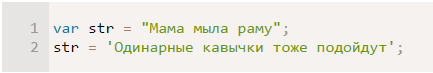 1 var str = "Мама мыла раму";
2 str = 'Одинарные кавычки тоже подойдут';